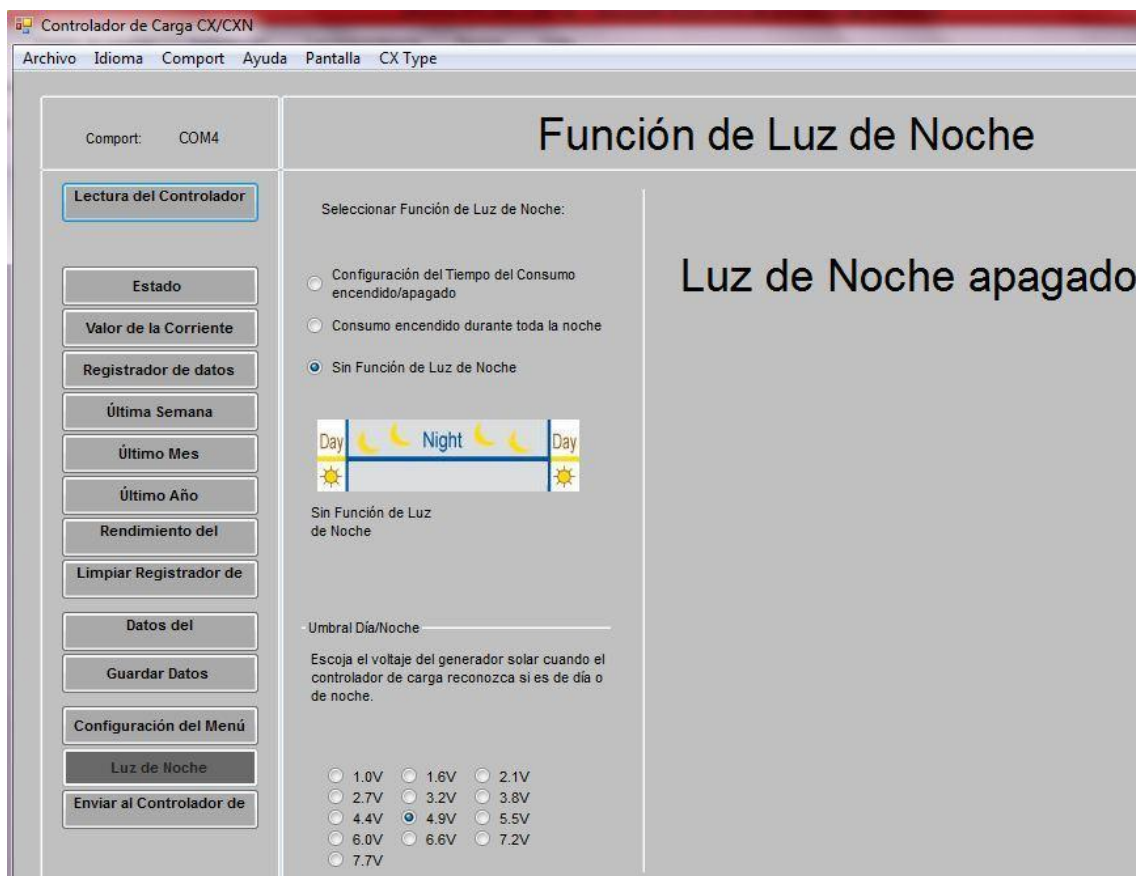 Controlador de Carga CX/CXN
Archivo Idioma Comport Ayuda Pantalla CX Type
Comport: COM4
Función de Luz de Noche
Lectura del Controlador
Estado
Valor de la Corriente
Registrador de datos
Última Semana
Último Mes
Último Año
Rendimiento del
Limpiar Registrador de
Datos del
Guardar Datos
Configuración del Menú
Luz de Noche
Enviar al Controlador de
Seleccionar Función de Luz de Noche:
Configuración del Tiempo del Consumo
encendido/apagado
Consumo encendido durante toda la noche
Sin Función de Luz de Noche
Day Night Day
Sin Función de Luz
de Noche
Umbral Día/Noche
Escoja el voltaje del generador solar cuando el
controlador de carga reconozca si es de día o
de noche.
1.0V 1.6V 2.1V
2.7V 3.2V 3.8V
4.4V 4.9V 5.5V
6.0V 6.6V 7.2V
7.7V
Luz de Noche apagado